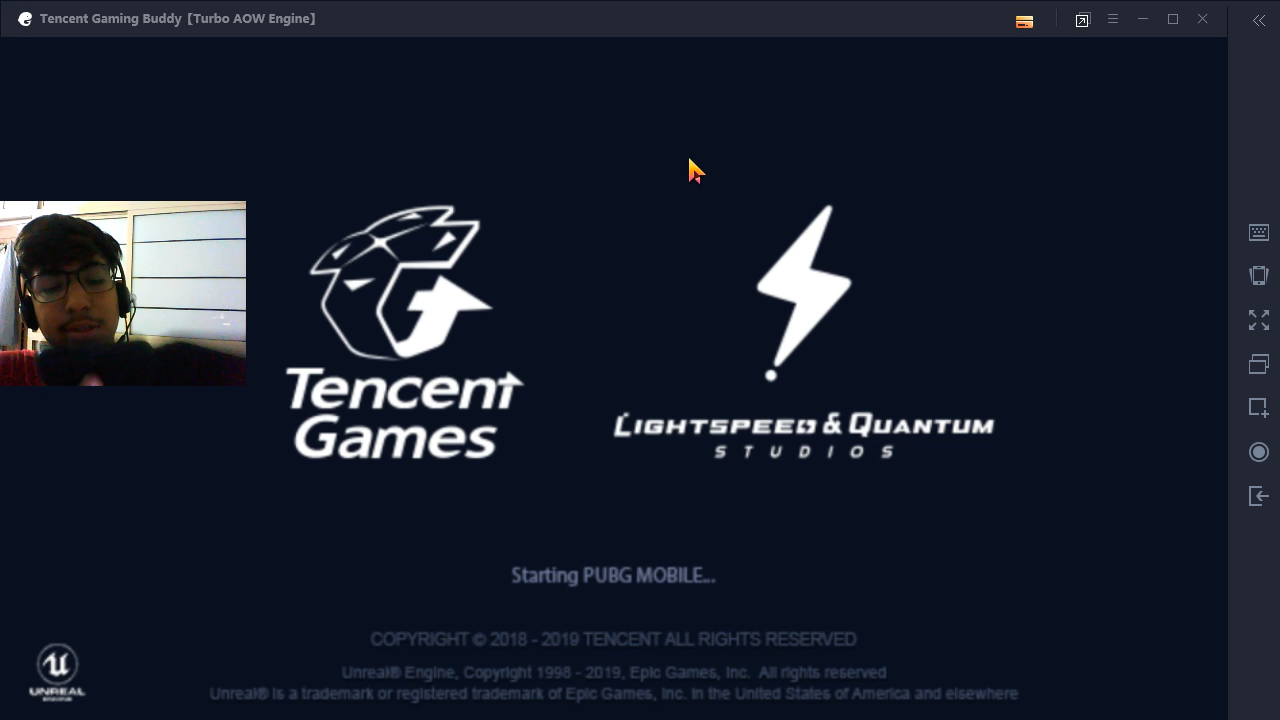 Tencent Gaming Buddy [Turbo AOW Engine]
Tencent
Games
LIGHTSPEED & QUANTUM
STUDIOS
Starting PUBG MOBILE...
COPYRIGHT © 2018 - 2019 TENCENT ALL RIGHTS RESERVED
Unreal® Engine, Copyright 1998 - 2019, Epic Games, Inc. All rights reserved
Unreal® is a trademark or registered trademark of Epic Games, Inc. in the United States of America and elsewhere
UNREAL
ENGINE